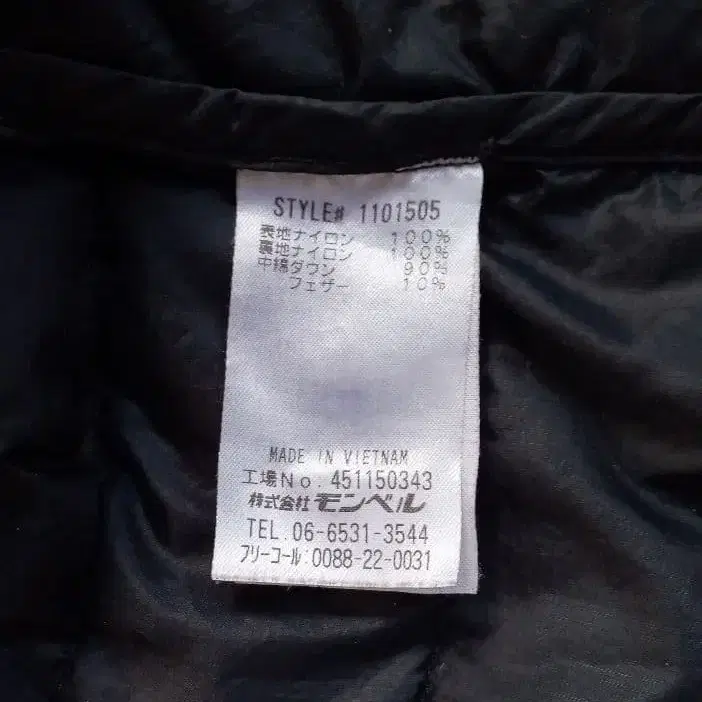 STYLE# 1101505
表地ナイロン 100%
裏地ナイロン 100%
中綿ダウン 90%
フェザー 10%
MADE IN VIETNAM
工場No. 451150343
株式会社モンベル
TEL. 06-6531-3544
フリーコール:0088-22-0031